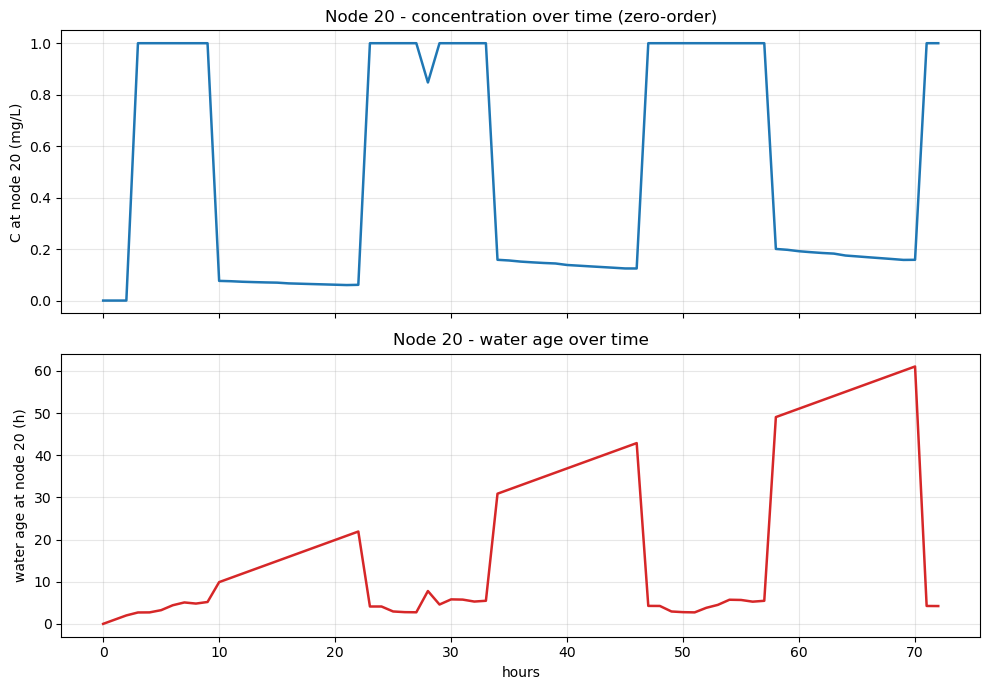 Node 20 - concentration over time (zero-order)
C at node 20 (mg/L)
1.0
0.8
0.6
0.4
0.2
0.0
Node 20 - water age over time
water age at node 20 (h)
60
50
40
30
20
10
0
0 10 20 30 40 50 60 70
hours